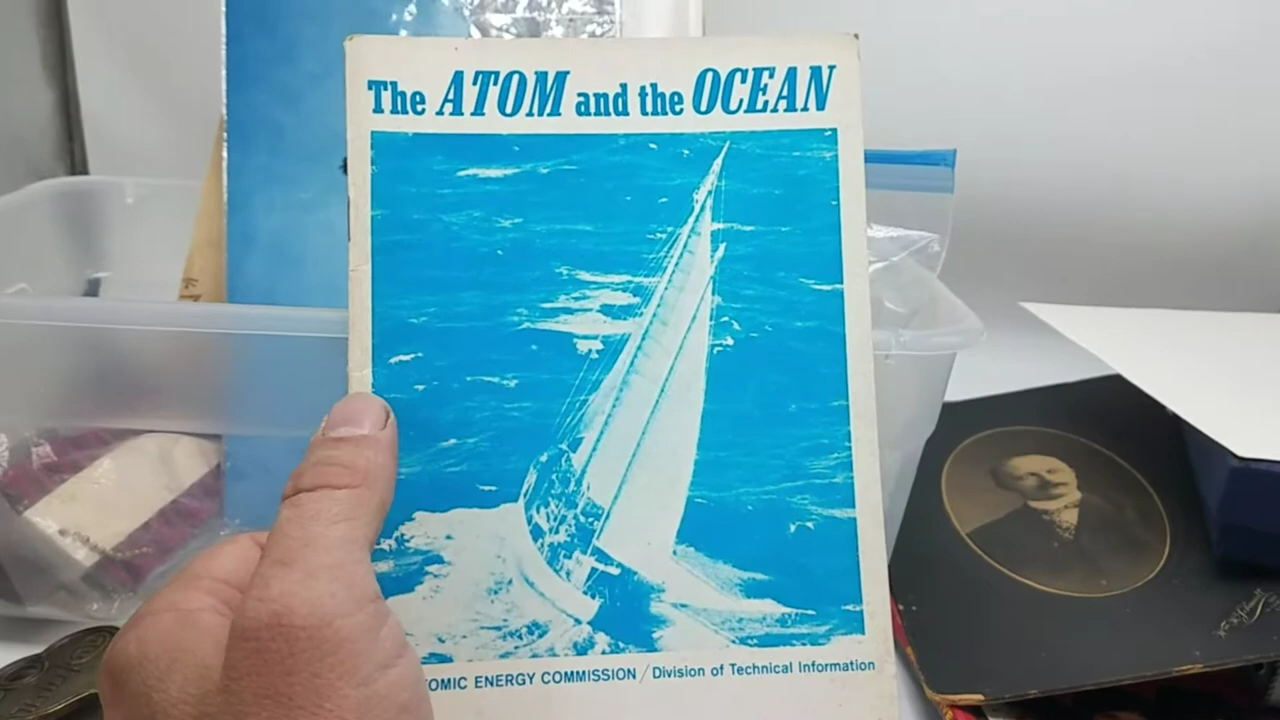 The ATOM and the OCEAN
OMIC ENERGY COMMISSION / Division of Technical Information